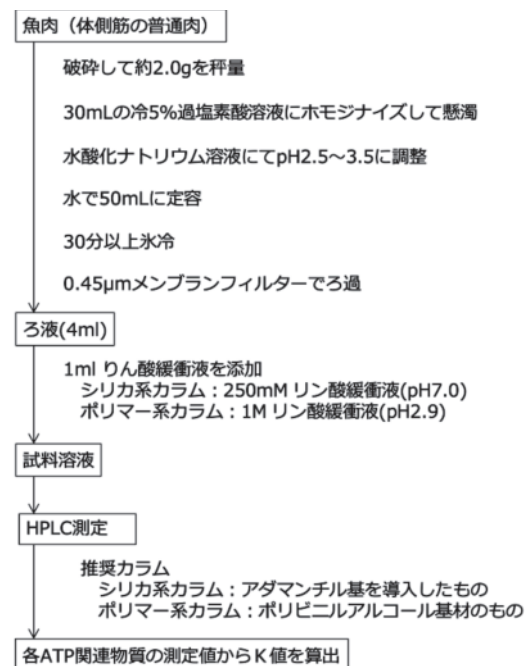 魚肉（体側筋の普通肉）
破砕して約2.0gを秤量
30mLの冷5%過塩素酸溶液にホモジナイズして懸濁
水酸化ナトリウム溶液にてpH2.5～3.5に調整
水で50mLに定容
30分以上氷冷
0.45μmメンブランフィルターでろ過
ろ液(4ml)
1ml りん酸緩衝液を添加
シリカ系カラム：250mM リン酸緩衝液(pH7.0)
ポリマー系カラム：1M リン酸緩衝液(pH2.9)
試料溶液
HPLC測定
推奨カラム
シリカ系カラム：アダマンチル基を導入したもの
ポリマー系カラム：ポリビニルアルコール基材のもの
各ATP関連物質の測定値からK値を算出